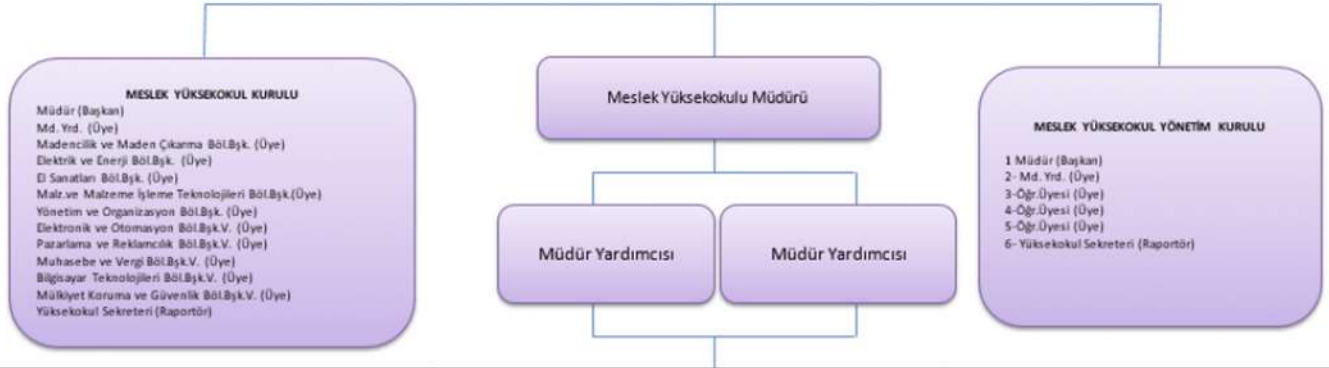 MESLEK YÜKSEKOKUL KURULU
Müdür (Başkan)
Md. Yrd. (Üye)
Madencilik ve Maden Çıkarma Böl.Bşk. (Üye)
Elektrik ve Enerji Böl.Bşk. (Üye)
El Sanatları Böl.Bşk. (Üye)
Malz.ve Malzeme İşleme Teknolojileri Böl.Bşk.(Üye)
Yönetim ve Organizasyon Böl.Bşk. (Üye)
Elektronik ve Otomasyon Böl.Bşk.V. (Üye)
Pazarlama ve Reklamcılık Böl.Bşk.V. (Üye)
Muhasebe ve Vergi Böl.Bşk.V. (Üye)
Bilgisayar Teknolojileri Böl.Bşk.V. (Üye)
Mülkiyet Koruma ve Güvenlik Böl.Bşk.V. (Üye)
Yüksekokul Sekreteri (Raportör)
Meslek Yüksekokulu Müdürü
Müdür Yardımcısı
Müdür Yardımcısı
MESLEK YÜKSEKOKUL YÖNETİM KURULU
1 Müdür (Başkan)
2- Md. Yrd. (Üye)
3-Öğr.Üyesi (Üye)
4-Öğr.Üyesi (Üye)
5-Öğr.Üyesi (Üye)
6- Yüksekokul Sekreteri (Raportör)